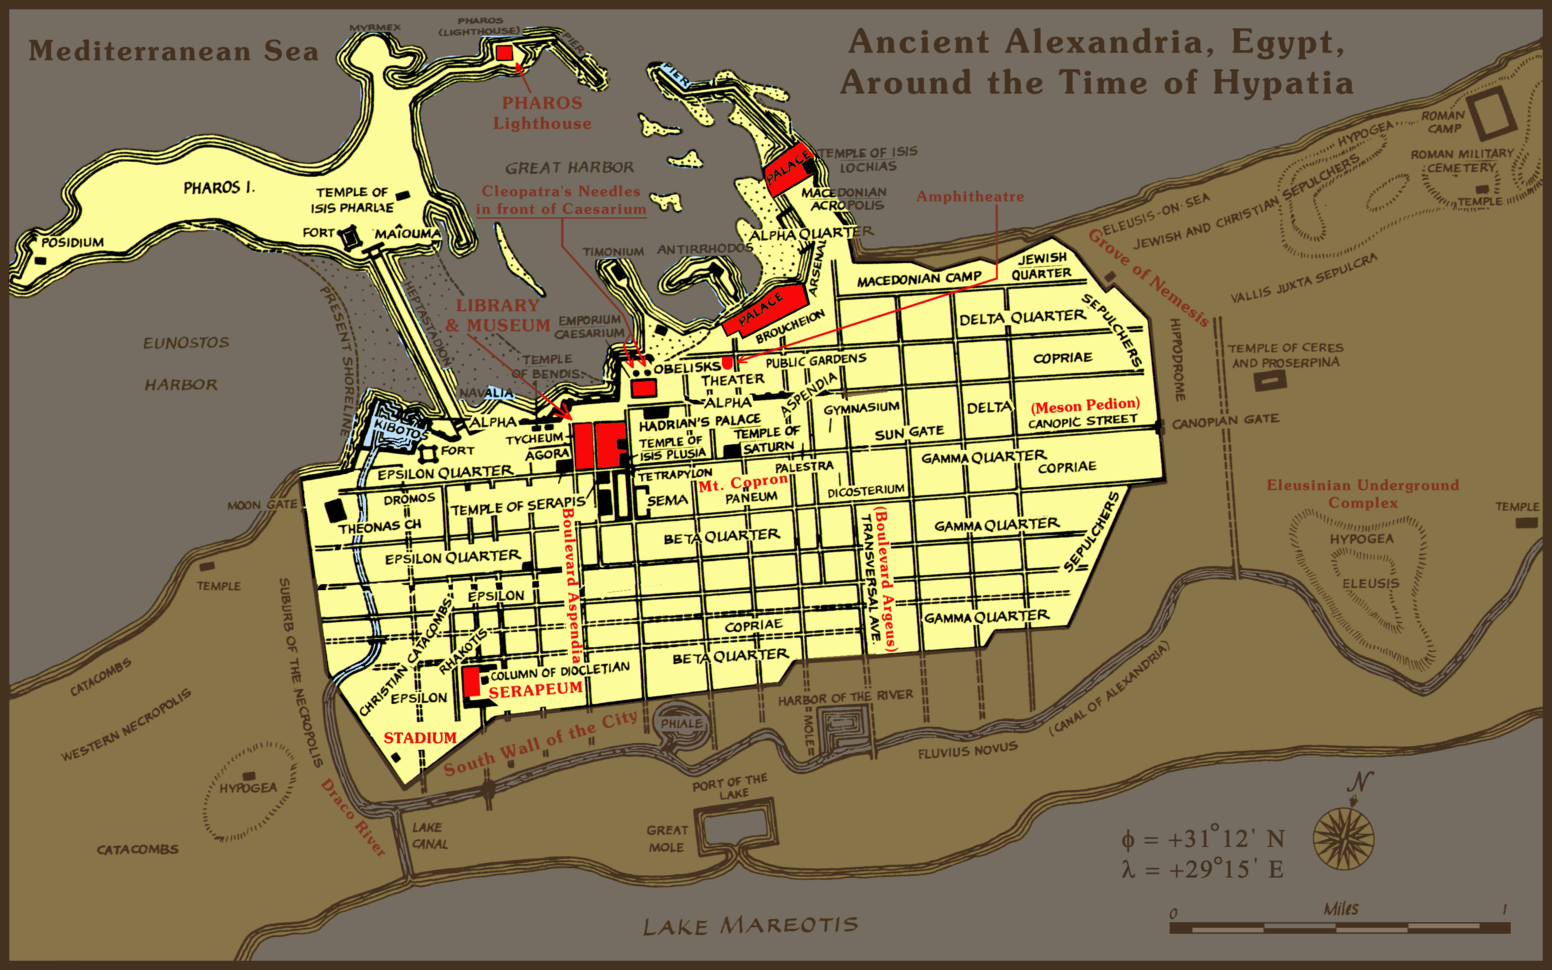 Mediterranean Sea
Ancient Alexandria, Egypt,
Around the Time of Hypatia
MYRMEX
PHAROS
(LIGHTHOUSE)
PIER
PIER
PHAROS
Lighthouse
GREAT HARBOR
Cleopatra's Needles
in front of Caesarium
PHAROS I.
TEMPLE OF
ISIS PHARIAE
FORT
MAIOUMA
POSIDIUM
EUNOSTOS
HARBOR
PRESENT SHORELINE
HEPTASTADION
LIBRARY
& MUSEUM
TIMONIUM
ANTIRRHODOS
EMPORIUM
CAESARIUM
TEMPLE
OF BENDIS
NAVALIA
PALACE
TEMPLE OF ISIS
LOCHIAS
MACEDONIAN
ACROPOLIS
ALPHA QUARTER
ARSENAL
PALACE
BROUCHEION
Amphitheatre
MACEDONIAN CAMP
JEWISH
QUARTER
SEPULCHERS
ELEUSIS-ON-SEA
JEWISH AND CHRISTIAN SEPULCHERS
HYPOGEA
ROMAN
CAMP
ROMAN MILITARY
CEMETERY
TEMPLE
Grove of Nemesis
VALLIS JUXTA SEPULCRA
HIPPODROME
TEMPLE OF CERES
AND PROSERPINA
CANOPIAN GATE
DELTA QUARTER
COPRIAE
OBELISKS
THEATER
PUBLIC GARDENS
ALPHA
ASPENDIA
GYMNASIUM
DELTA
(Meson Pedion)
CANOPIC STREET
KIBOTOS
ALPHA
TYCHEUM
AGORA
HADRIAN'S PALACE
TEMPLE OF
ISIS PLUSIA
TEMPLE OF
SATURN
SUN GATE
FORT
EPSILON QUARTER
TETRAPYLON
Mt. Copron
PALESTRA
GAMMA QUARTER
COPRIAE
MOON GATE
DROMOS
THEONAS CH
TEMPLE OF SERAPIS
SEMA
PANEUM
DICOSTERIUM
Boulevard Aspendia
BETA QUARTER
TRANSVERSAL AVE.
(Boulevard Argeus)
GAMMA QUARTER
SEPULCHERS
Eleusinian Underground
Complex
HYPOGEA
ELEUSIS
TEMPLE
TEMPLE
EPSILON QUARTER
EPSILON
CHRISTIAN CATACOMBS
RHAKOTIS
COPRIAE
GAMMA QUARTER
BETA QUARTER
COLUMN OF DIOCLETIAN
SERAPEUM
EPSILON
STADIUM
SUBURB OF THE NECROPOLIS
CATACOMBS
WESTERN NECROPOLIS
HYPOGEA
CATACOMBS
Draco River
South Wall of the City
PHIALE
HARBOR OF THE RIVER
MOLE
FLUVIUS NOVUS
(CANAL OF ALEXANDRIA)
LAKE
CANAL
PORT OF THE
LAKE
GREAT
MOLE
LAKE MAREOTIS
N
ϕ = +31°12' N
λ = +29°15' E
0 Miles 1